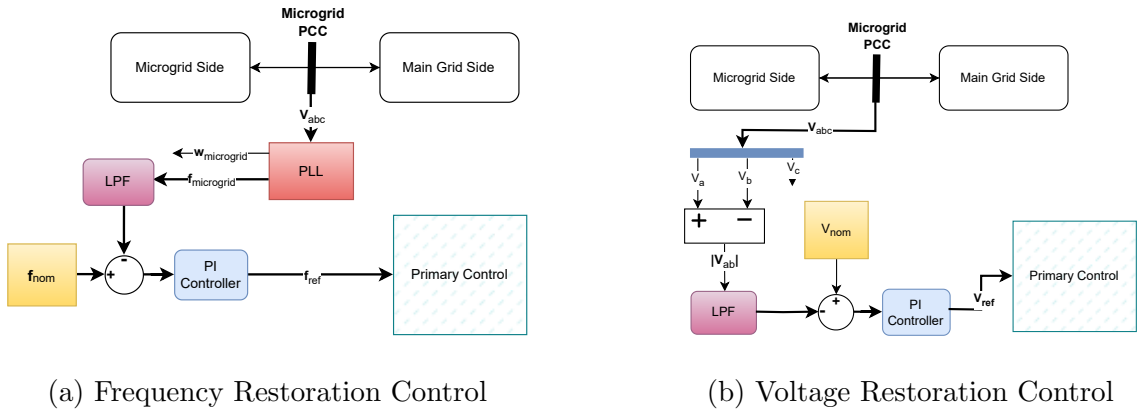 Microgrid
PCC
Microgrid Side
Main Grid Side
Vabc
wmicrogrid
PLL
LPF
fmicrogrid
fnom
+
-
PI
Controller
fref
Primary Control
(a) Frequency Restoration Control
Microgrid
PCC
Microgrid Side
Main Grid Side
Vabc
Va
Vb
Vc
+
−
Vnom
|Vab|
LPF
-
+
PI
Controller
Vref
Primary Control
(b) Voltage Restoration Control